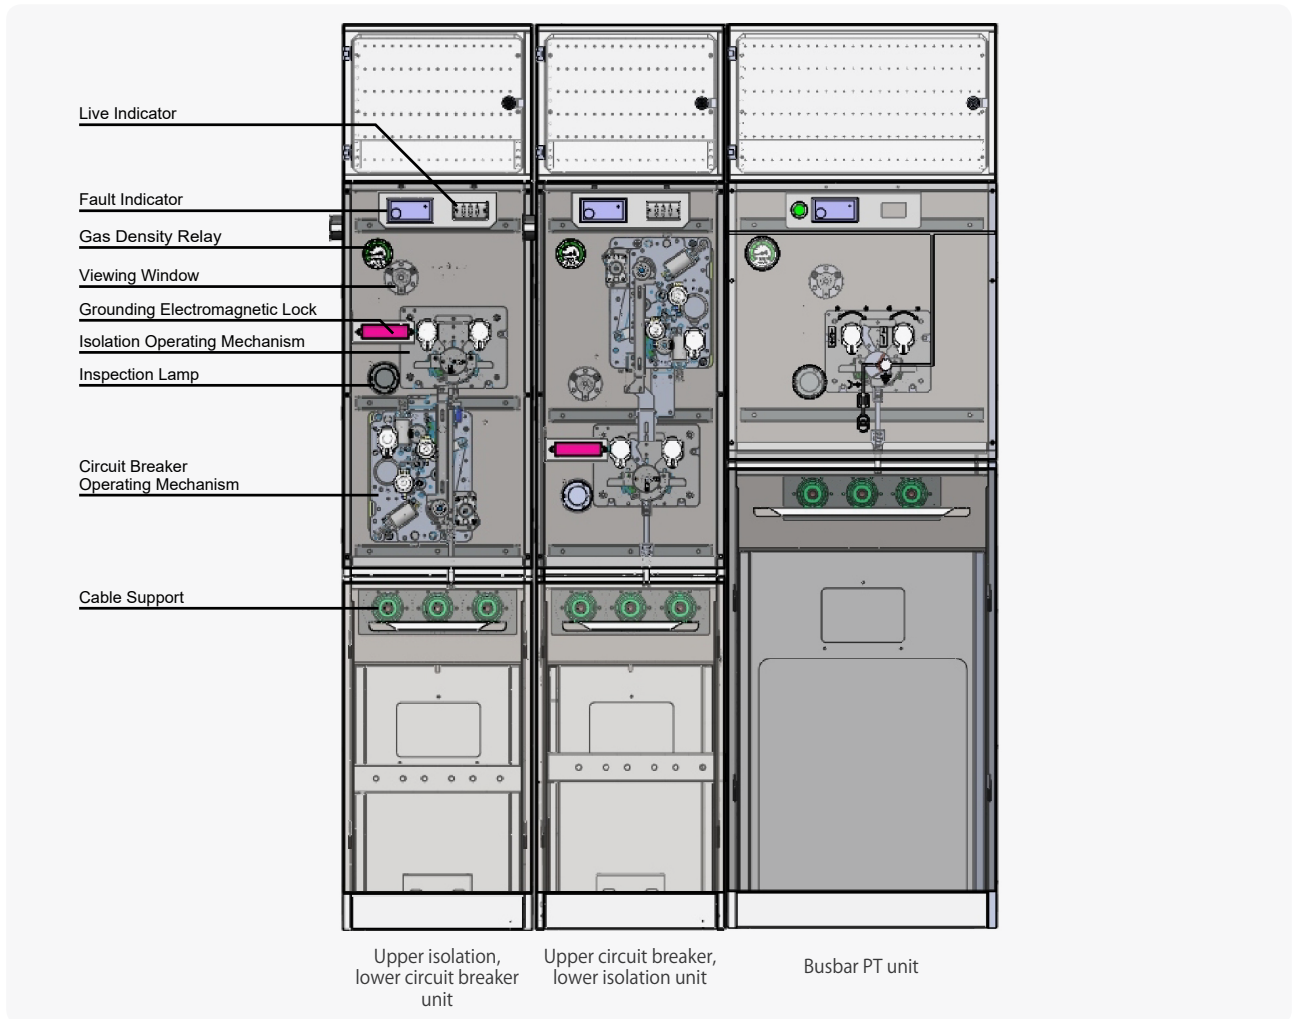 Live Indicator
Fault Indicator
Gas Density Relay
Viewing Window
Grounding Electromagnetic Lock
Isolation Operating Mechanism
Inspection Lamp
Circuit Breaker
Operating Mechanism
Cable Support
Upper isolation,
lower circuit breaker
unit
Upper circuit breaker,
lower isolation unit
Busbar PT unit